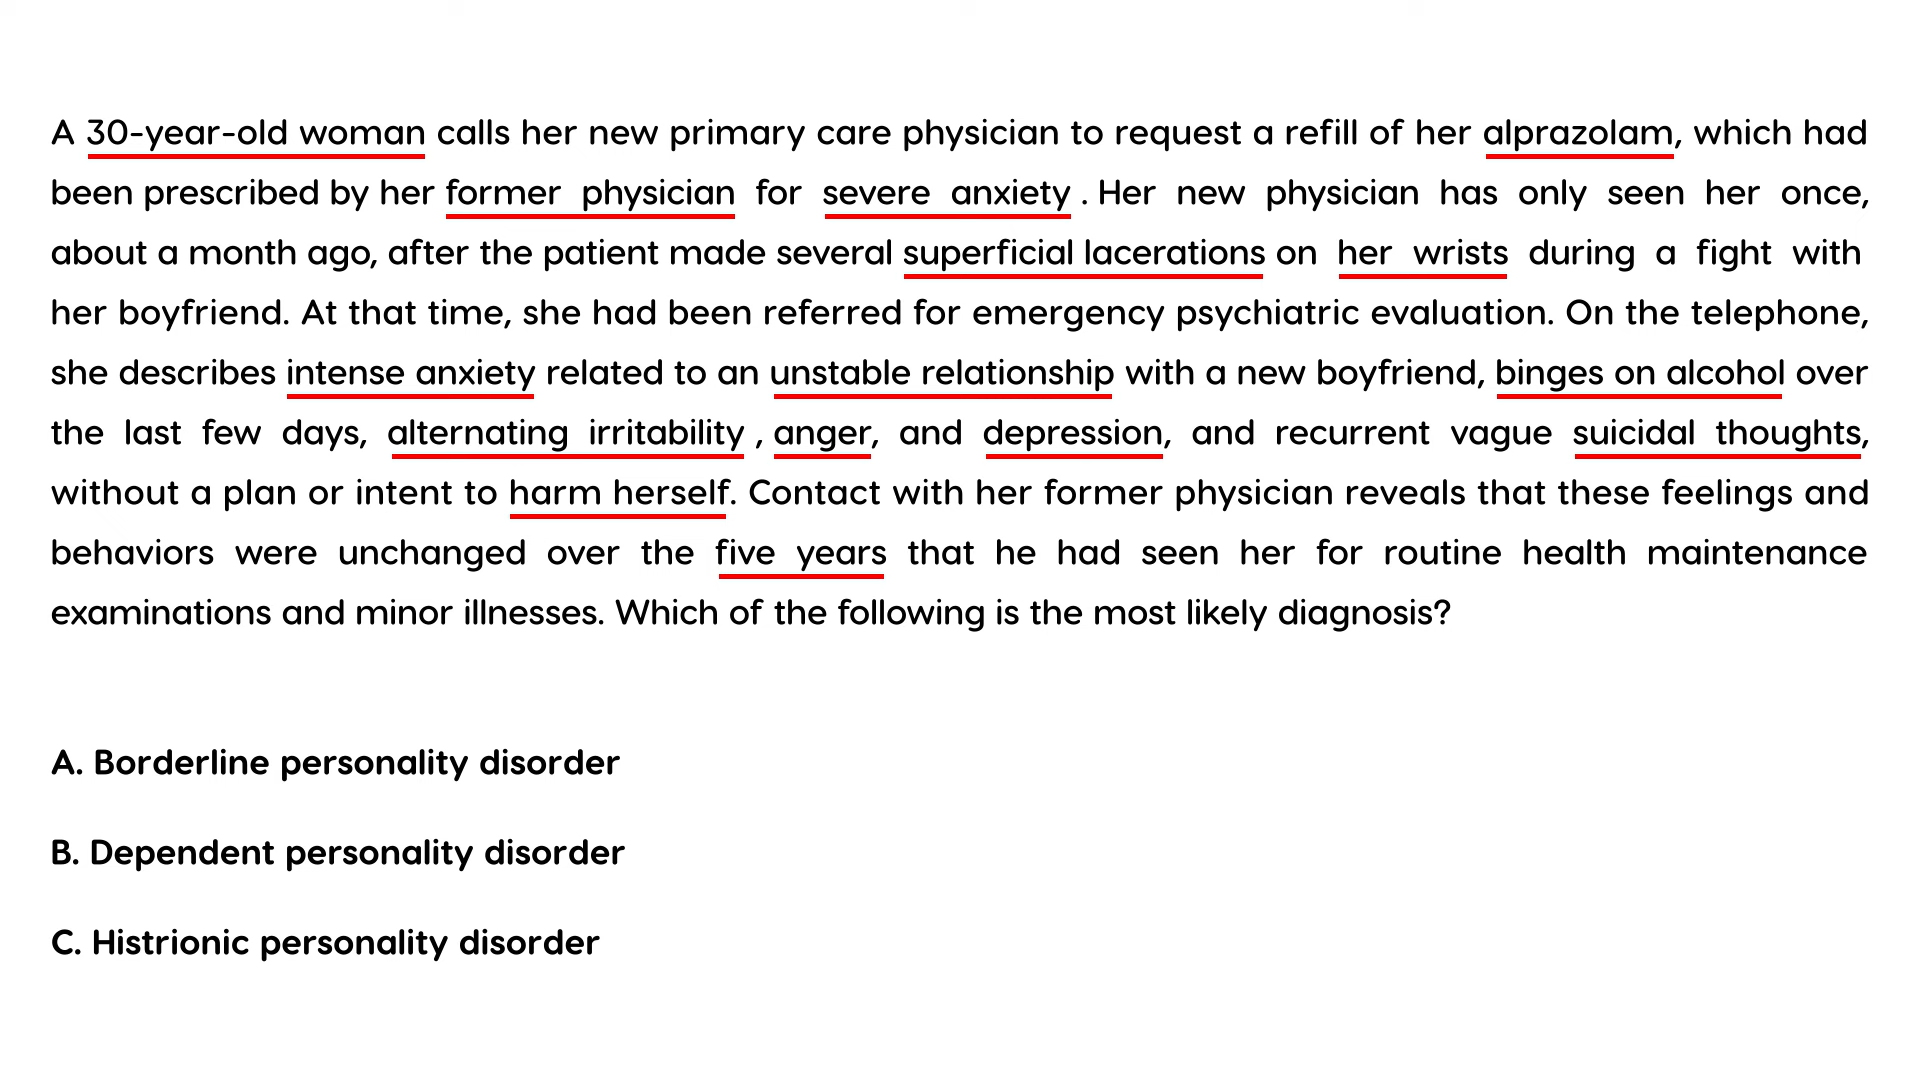 A 30-year-old woman calls her new primary care physician to request a refill of her alprazolam, which had
been prescribed by her former physician for severe anxiety . Her new physician has only seen her once,
about a month ago, after the patient made several superficial lacerations on her wrists during a fight with
her boyfriend. At that time, she had been referred for emergency psychiatric evaluation. On the telephone,
she describes intense anxiety related to an unstable relationship with a new boyfriend, binges on alcohol over
the last few days, alternating irritability , anger, and depression, and recurrent vague suicidal thoughts,
without a plan or intent to harm herself. Contact with her former physician reveals that these feelings and
behaviors were unchanged over the five years that he had seen her for routine health maintenance
examinations and minor illnesses. Which of the following is the most likely diagnosis?
A. Borderline personality disorder
B. Dependent personality disorder
C. Histrionic personality disorder